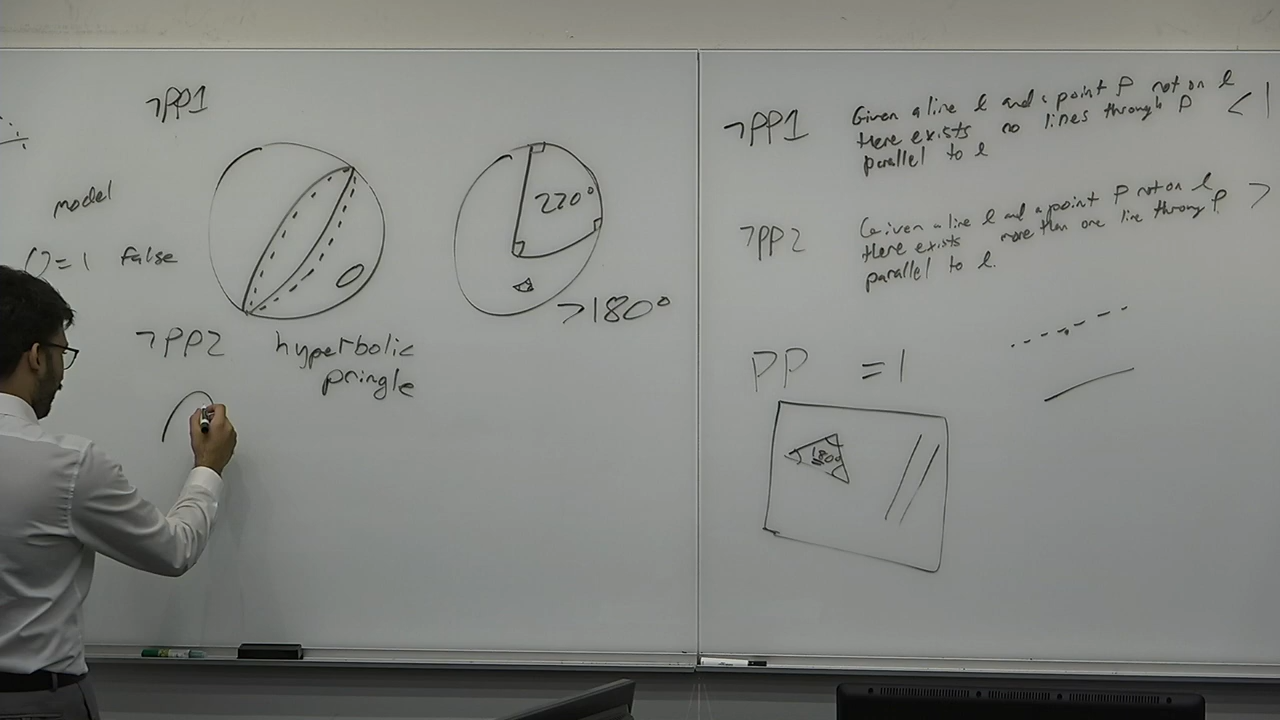 ¬PP1
model
0=1 false
¬PP2
hyperbolic
pringle
220°
>180°
¬PP1
Given a line l and a point P not on l
there exists no lines through P
parallel to l
<1
¬PP2
Given a line l and a point P not on l
there exists more than one line through P
parallel to l.
>
PP =1
180°